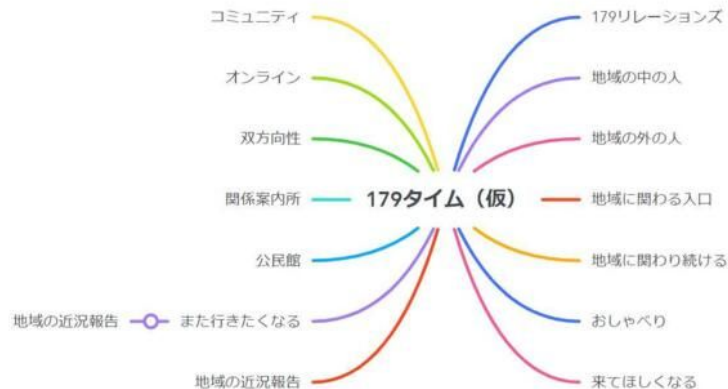 コミュニティ
オンライン
双方向性
関係案内所
公民館
地域の近況報告
また行きたくなる
地域の近況報告
179タイム（仮）
179リレーションズ
地域の中の人
地域の外の人
地域に関わる入口
地域に関わり続ける
おしゃべり
来てほしくなる